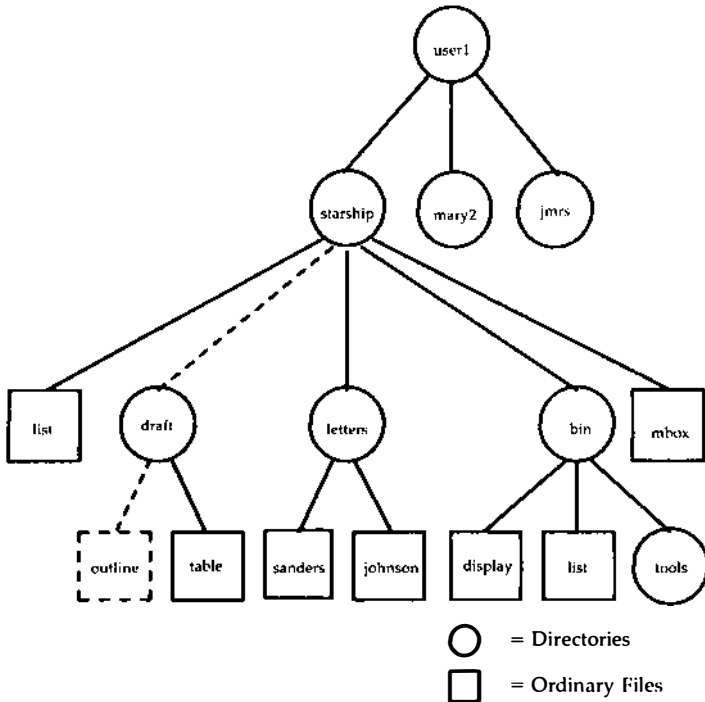 user1
starship
mary2
jmrs
list
draft
letters
bin
mbox
outline
table
sanders
johnson
display
list
tools
= Directories
= Ordinary Files